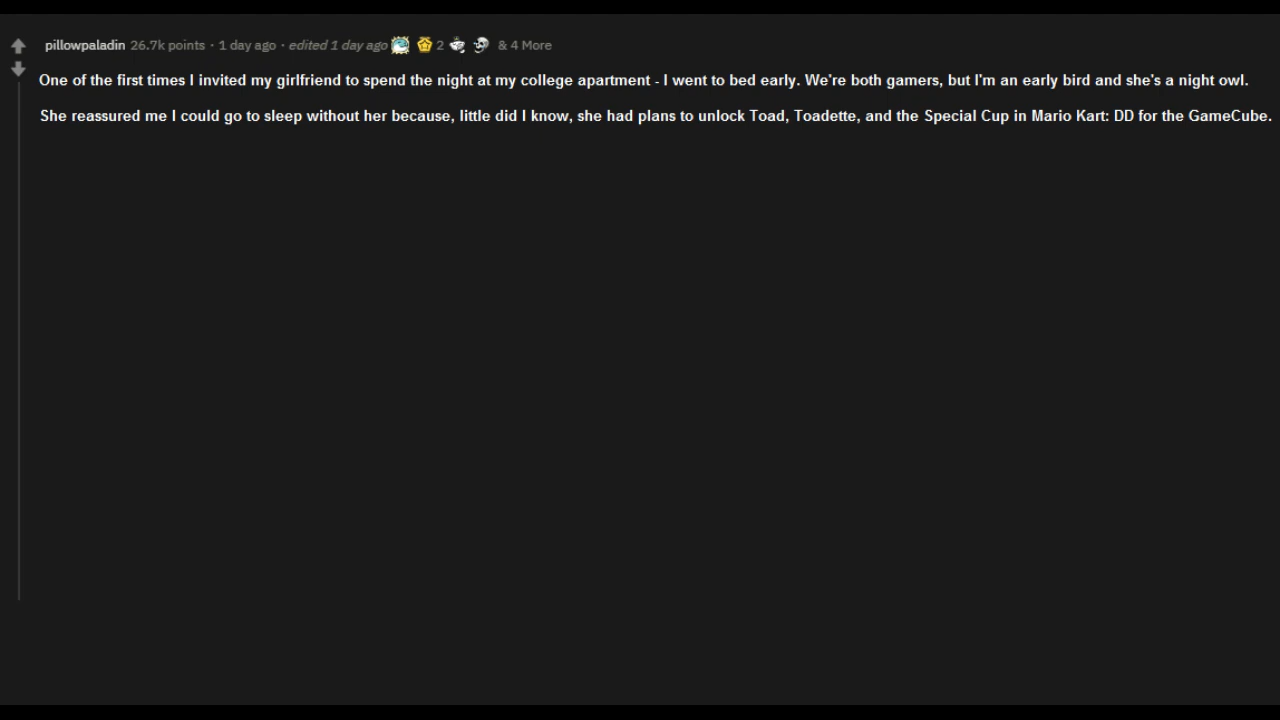 pillowpaladin 26.7k points · 1 day ago · edited 1 day ago 2 & 4 More
One of the first times I invited my girlfriend to spend the night at my college apartment - I went to bed early. We're both gamers, but I'm an early bird and she's a night owl.
She reassured me I could go to sleep without her because, little did I know, she had plans to unlock Toad, Toadette, and the Special Cup in Mario Kart: DD for the GameCube.